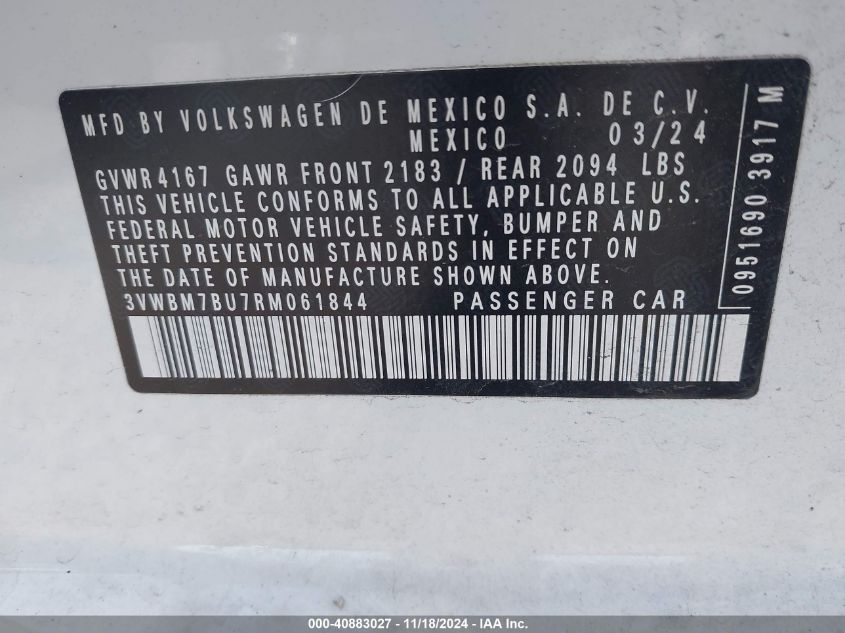 MFD BY VOLKSWAGEN DE MEXICO S.A. DE C.V.
MEXICO 03/24
GVWR 4167 GAWR FRONT 2183 / REAR 2094 LBS
THIS VEHICLE CONFORMS TO ALL APPLICABLE U.S.
FEDERAL MOTOR VEHICLE SAFETY, BUMPER AND
THEFT PREVENTION STANDARDS IN EFFECT ON
THE DATE OF MANUFACTURE SHOWN ABOVE.
3VWBM7BU7RM061844 PASSENGER CAR
0951690 3917 M
000-40883027 - 11/18/2024 - IAA Inc.